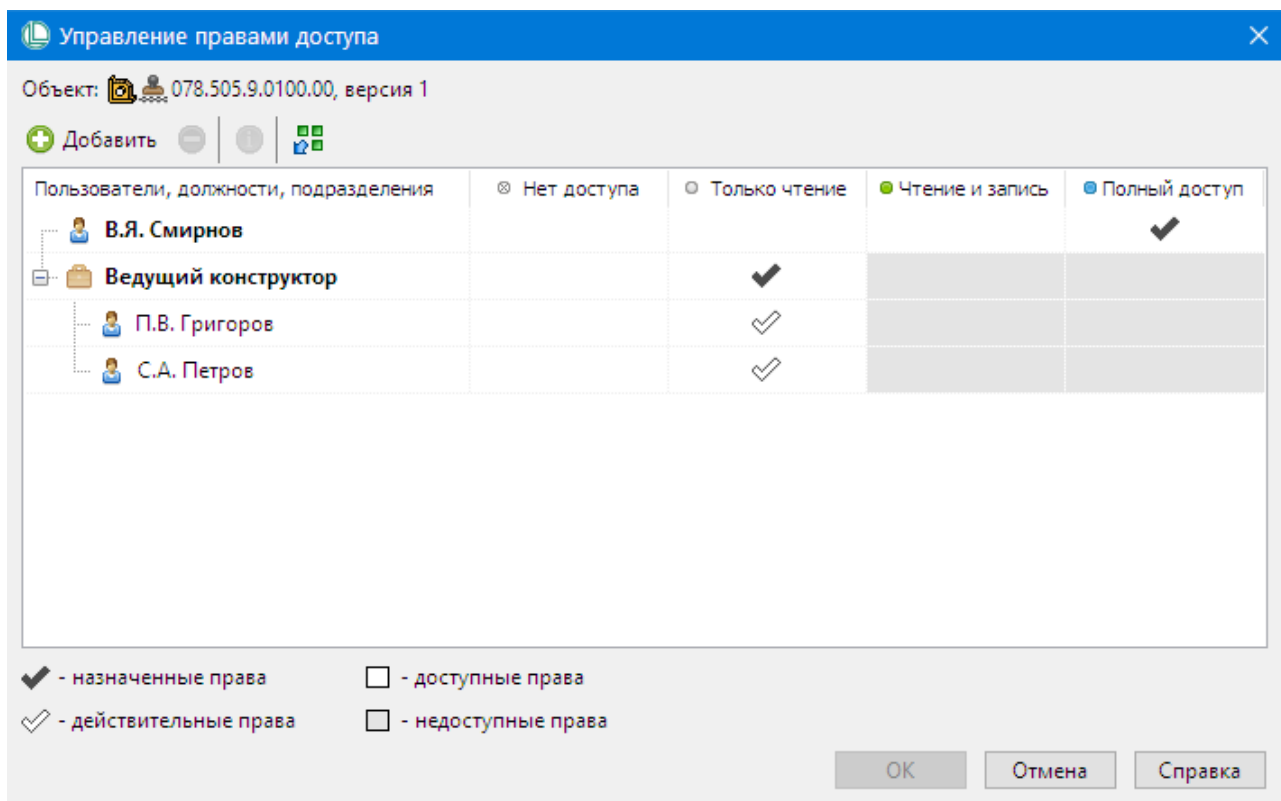 Управление правами доступа
Объект: 078.505.9.0100.00, версия 1
Добавить
Пользователи, должности, подразделения Нет доступа Только чтение Чтение и запись Полный доступ
В.Я. Смирнов
Ведущий конструктор
П.В. Григоров
С.А. Петров
- назначенные права - доступные права
- действительные права - недоступные права
ОК Отмена Справка